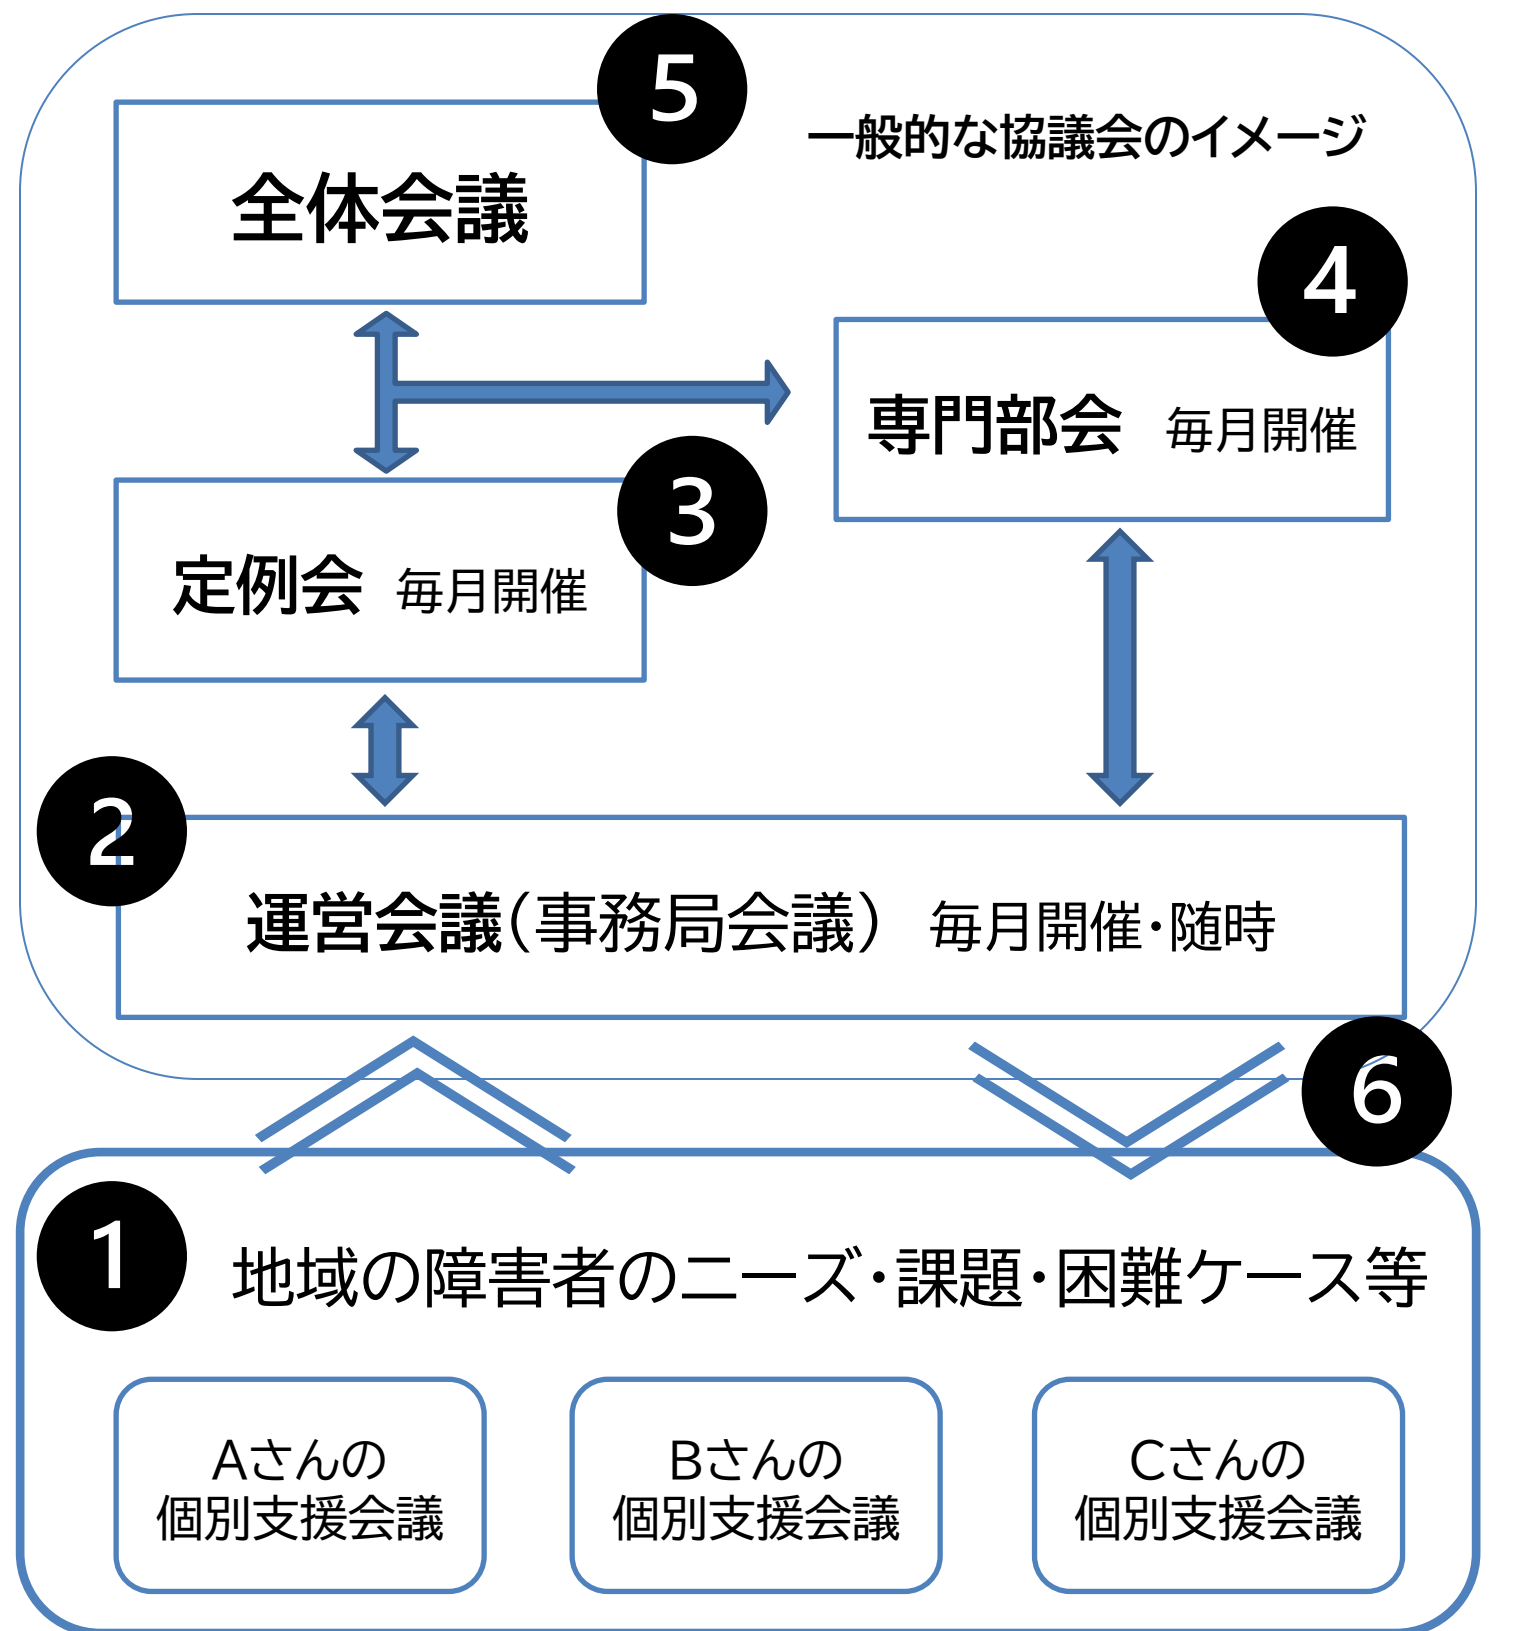 5
一般的な協議会のイメージ
全体会議
4
専門部会 毎月開催
3
定例会 毎月開催
2
運営会議（事務局会議） 毎月開催・随時
6
1
地域の障害者のニーズ・課題・困難ケース等
Aさんの
個別支援会議
Bさんの
個別支援会議
Cさんの
個別支援会議